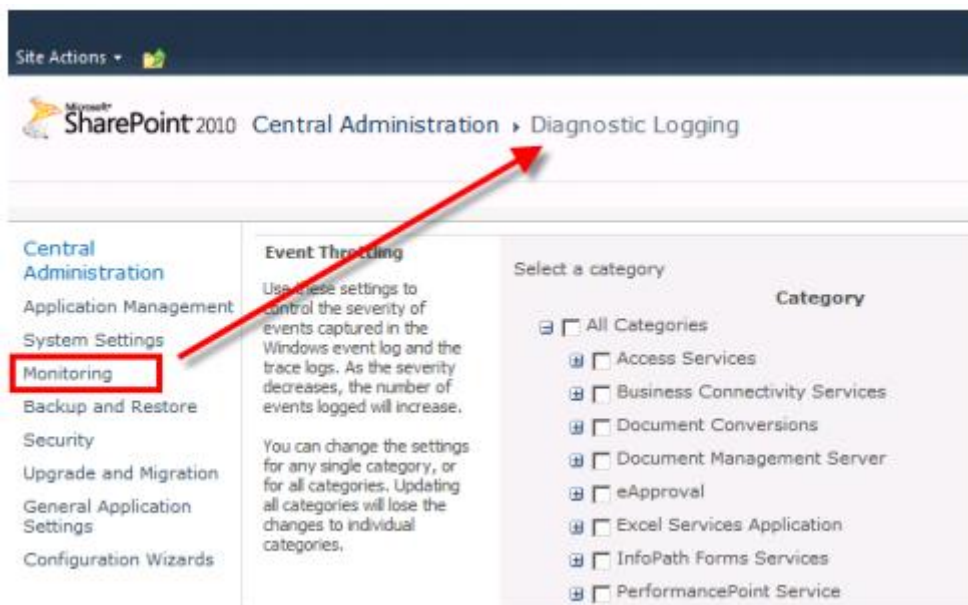 Site Actions
Microsoft
SharePoint 2010 Central Administration Diagnostic Logging
Central
Administration
Application Management
System Settings
Monitoring
Backup and Restore
Security
Upgrade and Migration
General Application
Settings
Configuration Wizards
Event Throttling
Use these settings to
control the severity of
events captured in the
Windows event log and the
trace logs. As the severity
decreases, the number of
events logged will increase.
You can change the settings
for any single category, or
for all categories. Updating
all categories will lose the
changes to individual
categories.
Select a category
Category
All Categories
Access Services
Business Connectivity Services
Document Conversions
Document Management Server
eApproval
Excel Services Application
InfoPath Forms Services
PerformancePoint Service